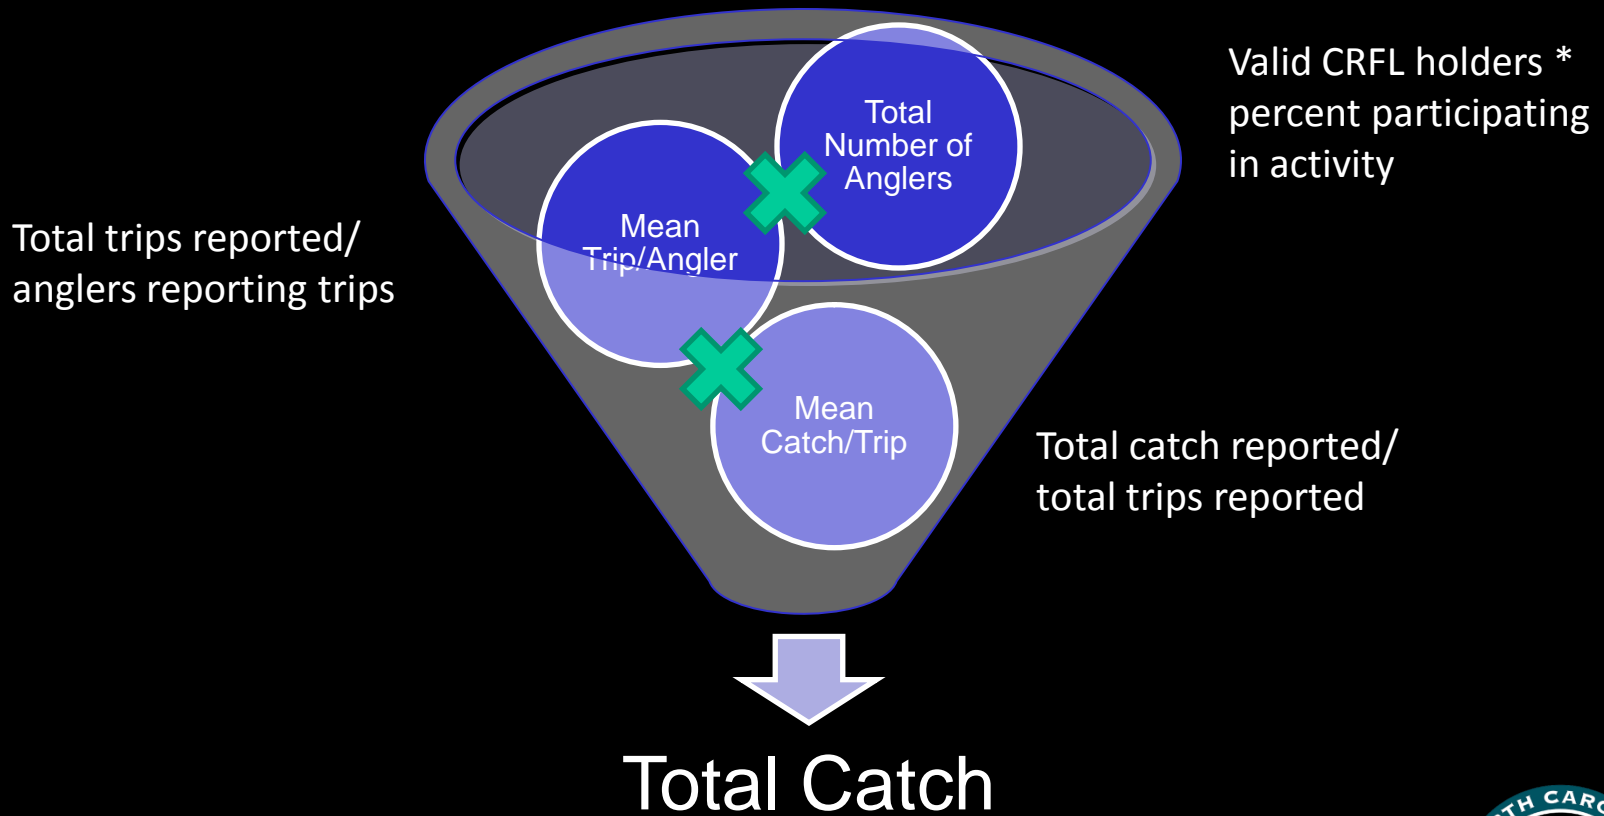 Valid CRFL holders *
percent participating
in activity
Total
Number of
Anglers
Total trips reported/
anglers reporting trips
Mean
Trip/Angler
Mean
Catch/Trip
Total catch reported/
total trips reported
Total Catch